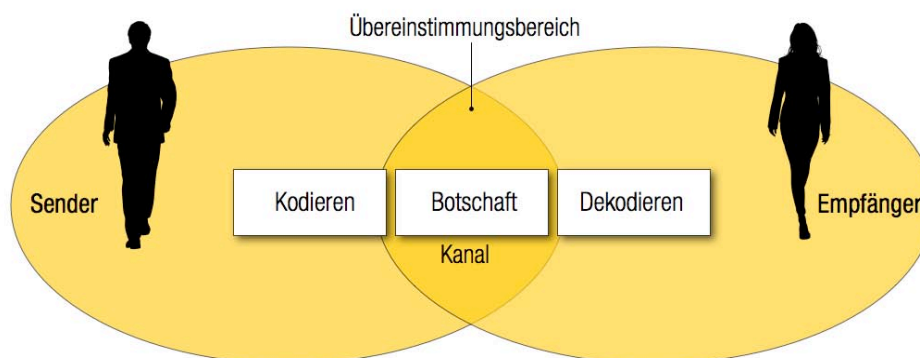 Übereinstimmungsbereich
Sender
Kodieren
Botschaft
Dekodieren
Empfänger
Kanal